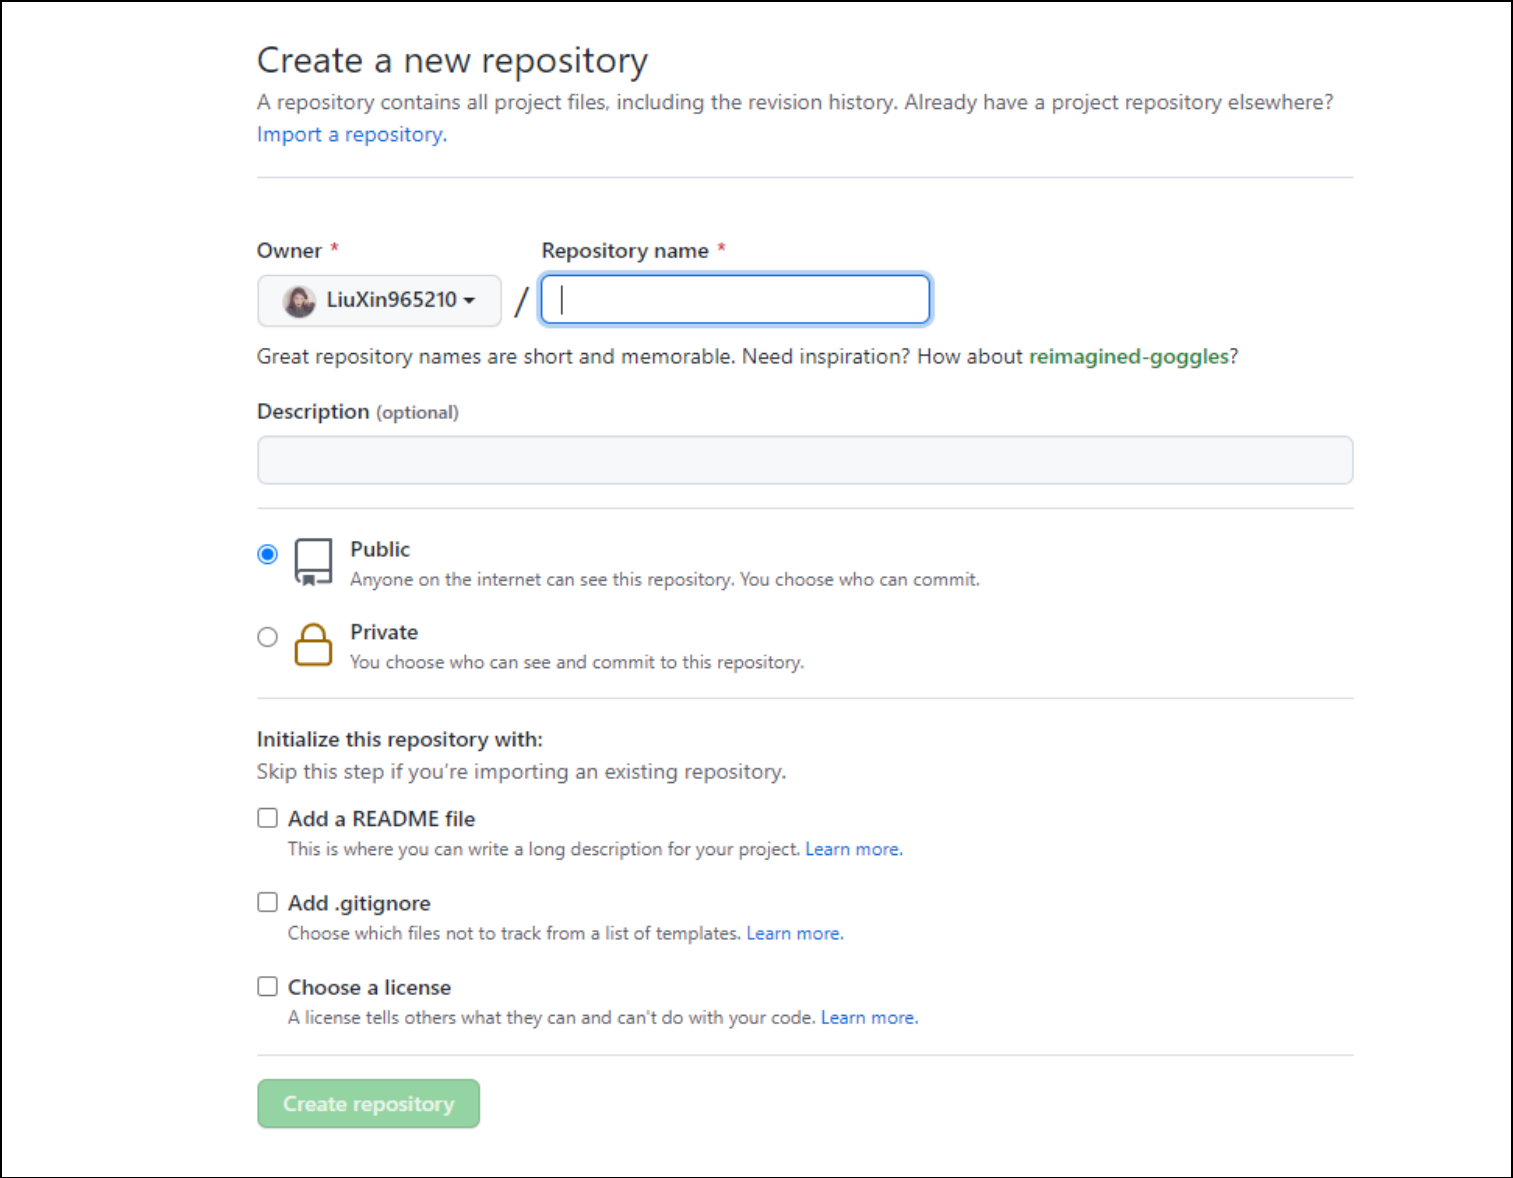 Create a new repository
A repository contains all project files, including the revision history. Already have a project repository elsewhere?
Import a repository.
Owner * Repository name *
LiuXin965210 /
Great repository names are short and memorable. Need inspiration? How about reimagined-goggles?
Description (optional)
Public
Anyone on the internet can see this repository. You choose who can commit.
Private
You choose who can see and commit to this repository.
Initialize this repository with:
Skip this step if you're importing an existing repository.
Add a README file
This is where you can write a long description for your project. Learn more.
Add .gitignore
Choose which files not to track from a list of templates. Learn more.
Choose a license
A license tells others what they can and can't do with your code. Learn more.
Create repository